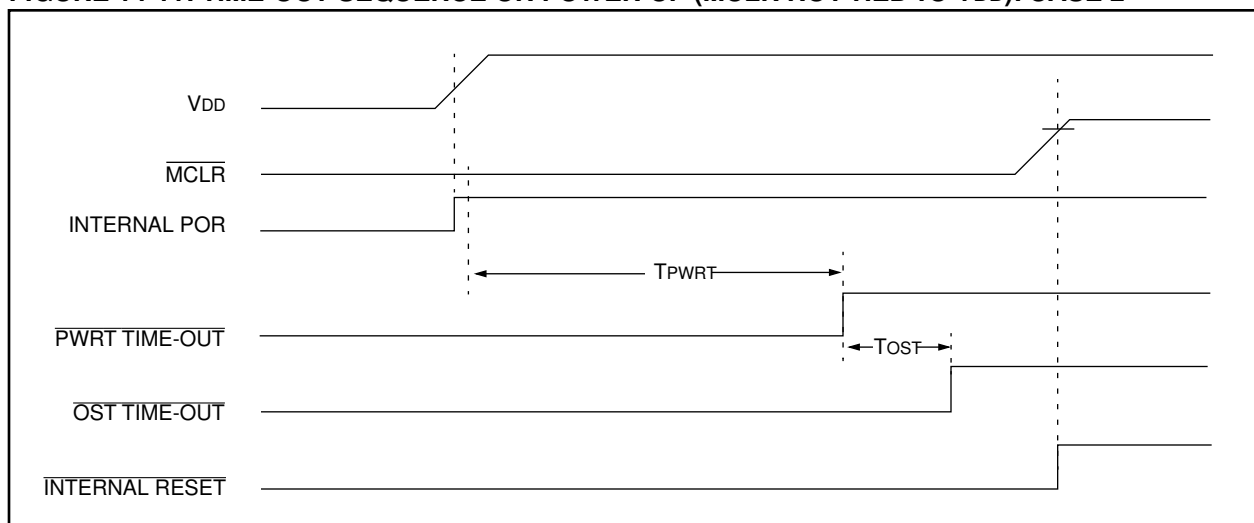 VDD
MCLR
INTERNAL POR
TPWRT
PWRT TIME-OUT
TOST
OST TIME-OUT
INTERNAL RESET